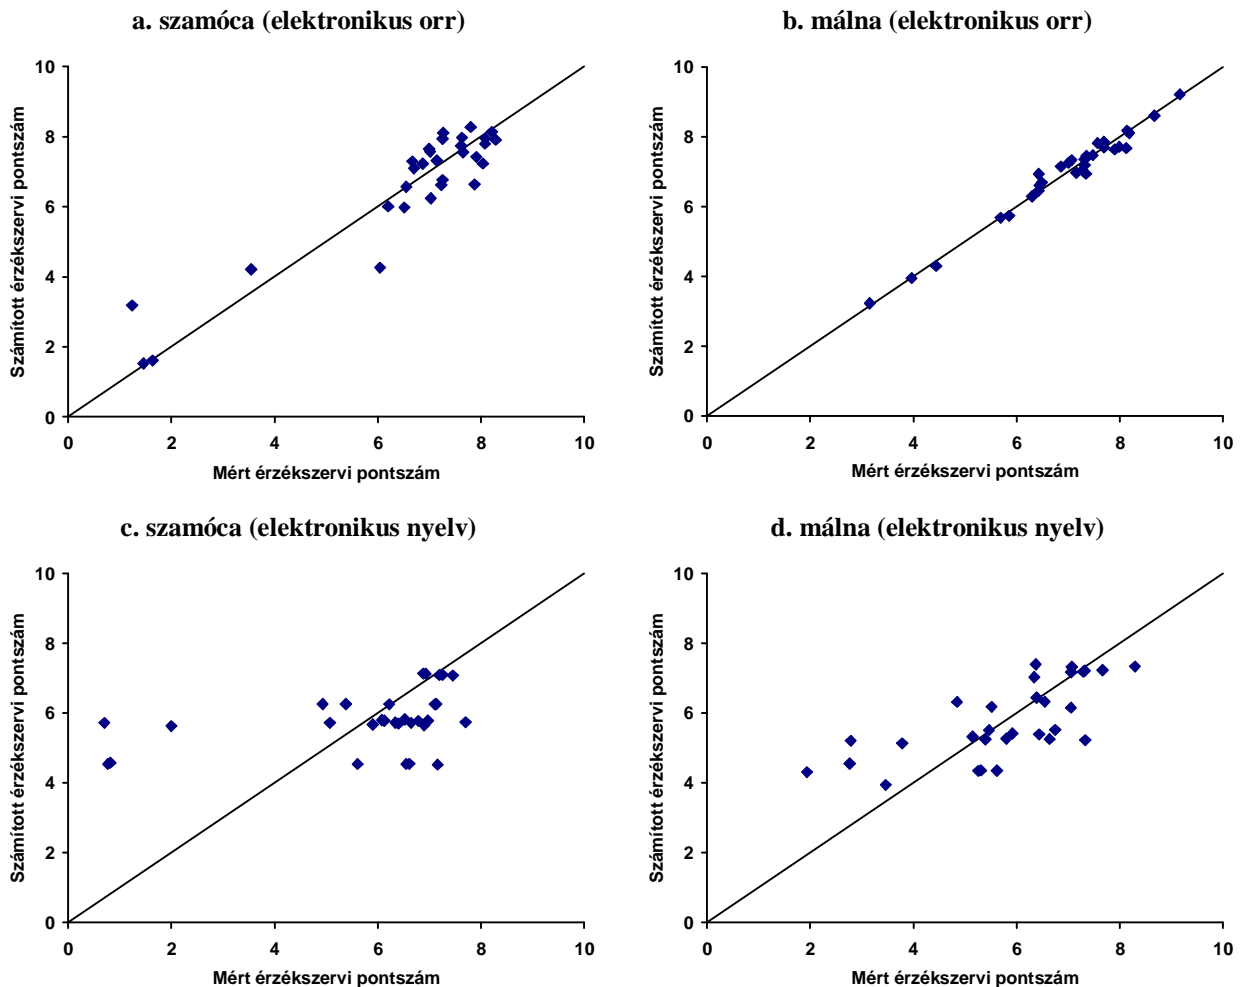 a. szamóca (elektronikus orr)
10
8
6
4
2
0
0 2 4 6 8 10
Számított érzékszervi pontszám
Mért érzékszervi pontszám
b. málna (elektronikus orr)
10
8
6
4
2
0
0 2 4 6 8 10
Számított érzékszervi pontszám
Mért érzékszervi pontszám
c. szamóca (elektronikus nyelv)
10
8
6
4
2
0
0 2 4 6 8 10
Számított érzékszervi pontszám
Mért érzékszervi pontszám
d. málna (elektronikus nyelv)
10
8
6
4
2
0
0 2 4 6 8 10
Számított érzékszervi pontszám
Mért érzékszervi pontszám